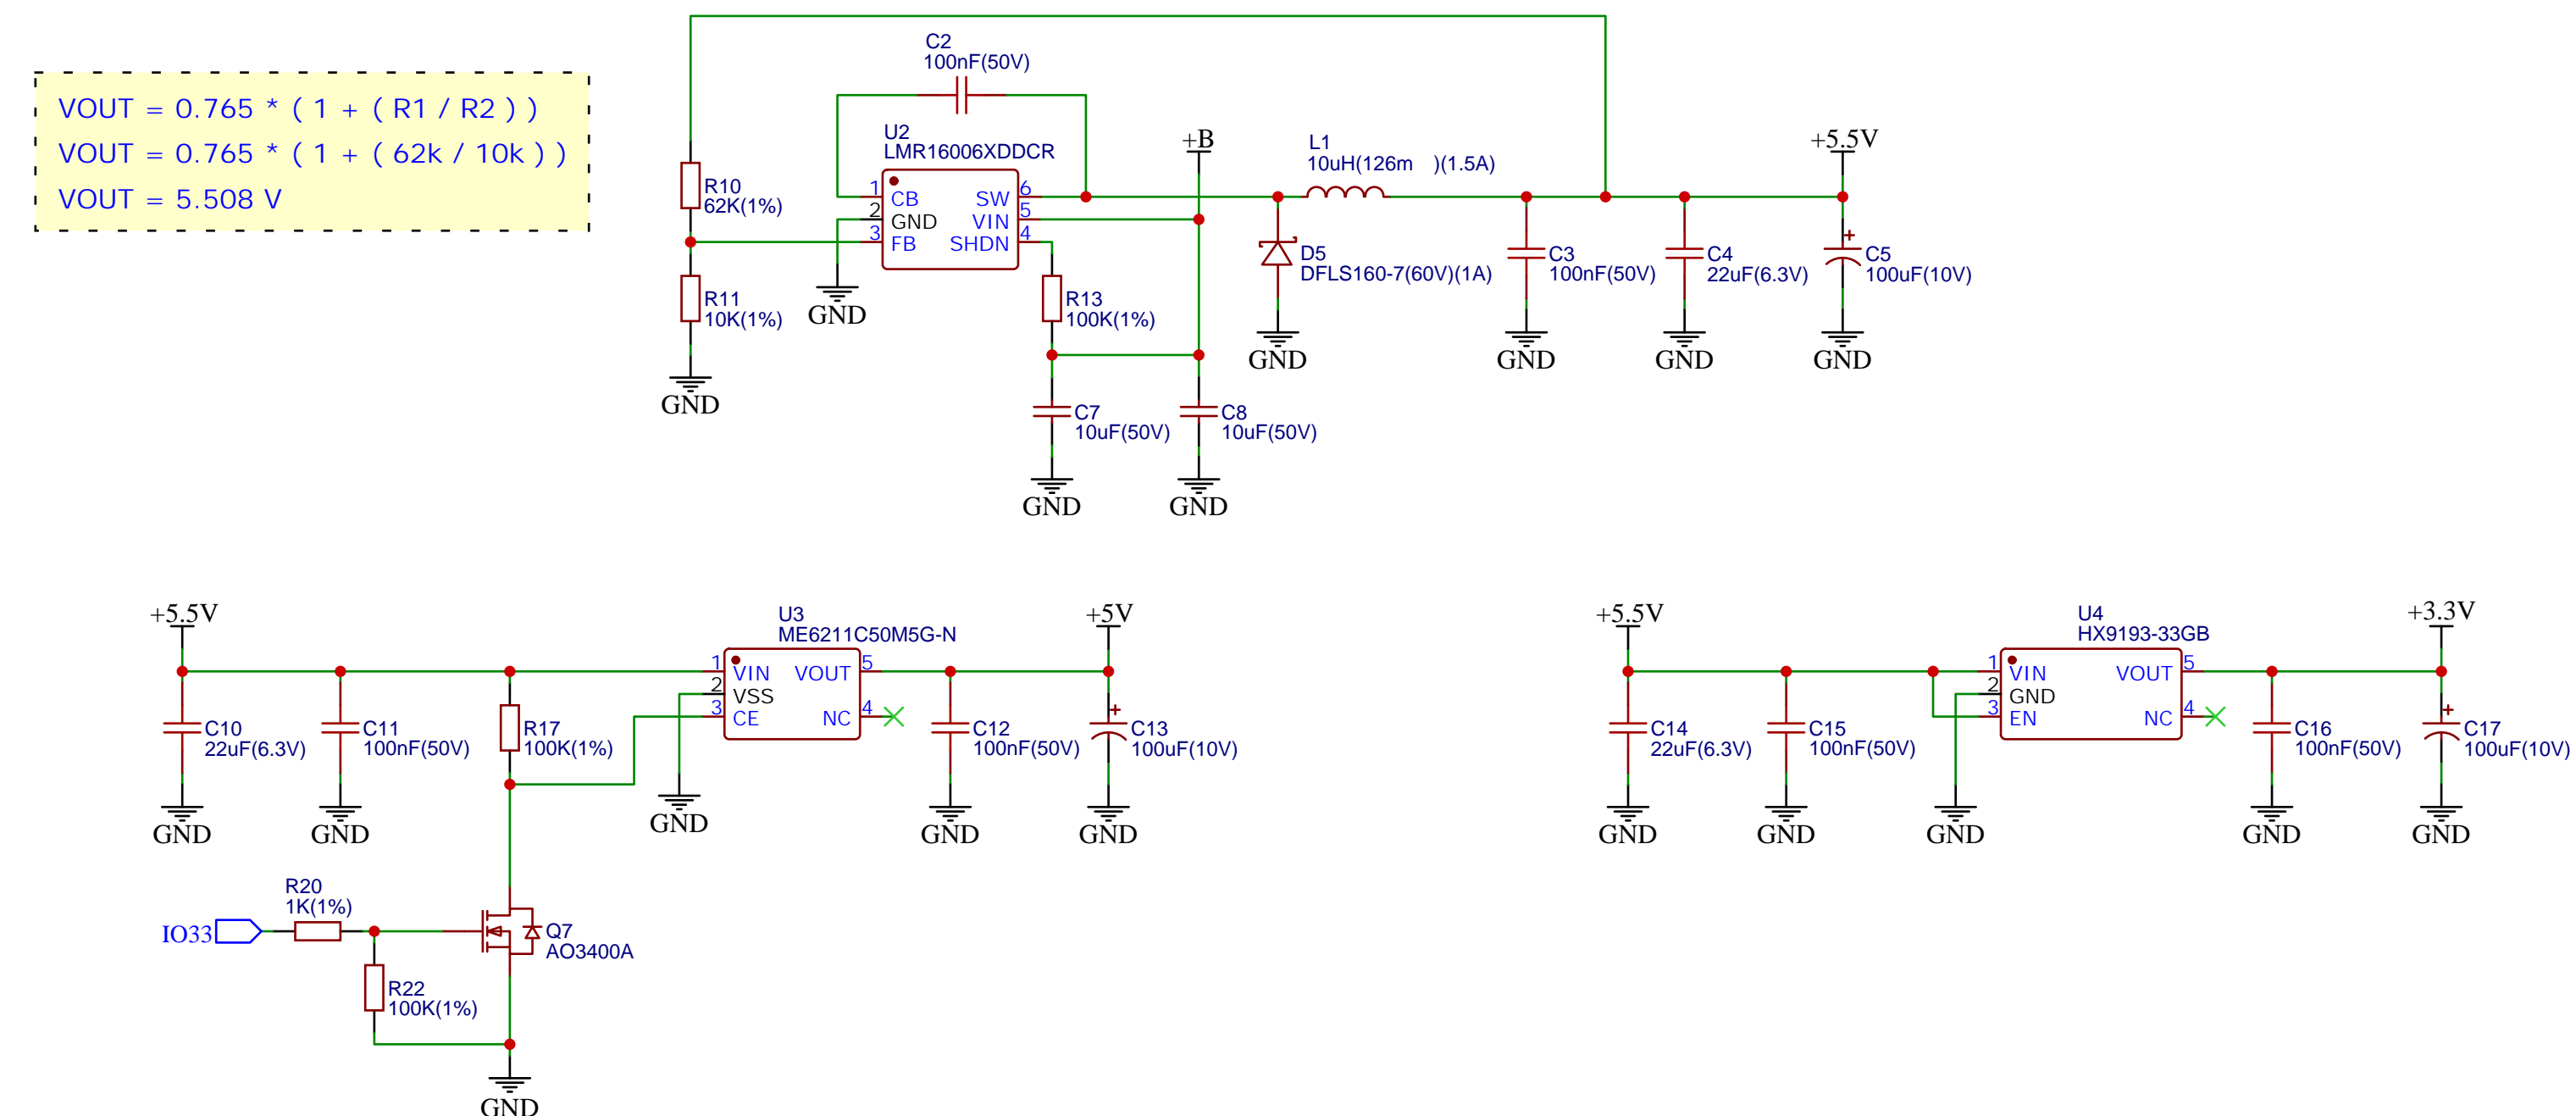 VOUT = 0.765 * ( 1 + ( R1 / R2 ) )
VOUT = 0.765 * ( 1 + ( 62k / 10k ) )
VOUT = 5.508 V
C2
100nF(50V)
U2
LMR16006XDDCR
1
CB
2
GND
3
FB
SW
6
VIN
5
SHDN
4
R10
62K(1%)
R11
10K(1%)
GND
GND
R13
100K(1%)
+B
C7
10uF(50V)
GND
C8
10uF(50V)
GND
L1
10uH(126m )(1.5A)
D5
DFLS160-7(60V)(1A)
GND
C3
100nF(50V)
GND
C4
22uF(6.3V)
GND
+5.5V
C5
100uF(10V)
GND
+5.5V
C10
22uF(6.3V)
GND
C11
100nF(50V)
GND
R17
100K(1%)
U3
ME6211C50M5G-N
1
VIN
2
VSS
3
CE
VOUT
5
NC
4
GND
+5V
C12
100nF(50V)
GND
C13
100uF(10V)
GND
IO33
R20
1K(1%)
R22
100K(1%)
Q7
AO3400A
GND
+5.5V
C14
22uF(6.3V)
GND
C15
100nF(50V)
GND
U4
HX9193-33GB
1
VIN
2
GND
3
EN
VOUT
5
NC
4
GND
+3.3V
C16
100nF(50V)
GND
C17
100uF(10V)
GND